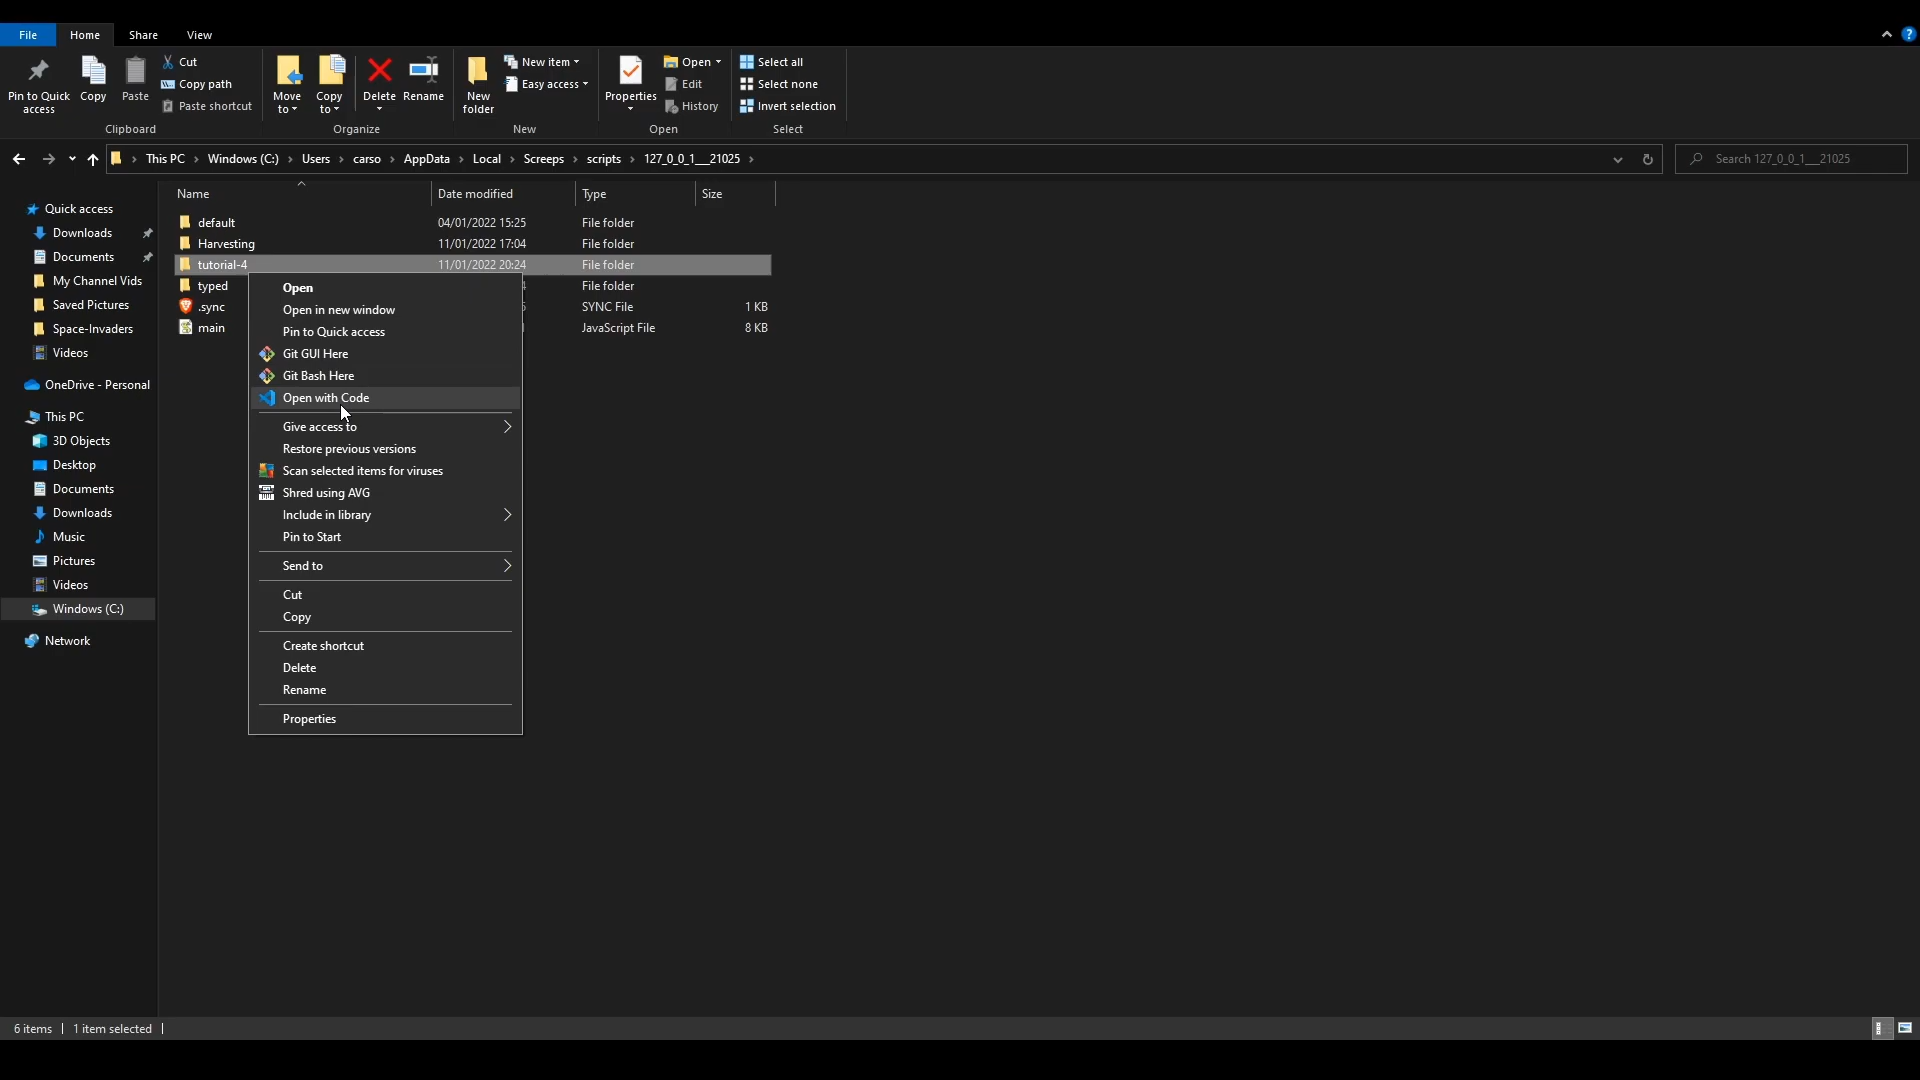 File Home Share View
Pin to Quick access
Copy
Paste
Cut
Copy path
Paste shortcut
Clipboard
Move to
Copy to
Delete
Rename
Organize
New folder
New item
Easy access
New
Properties
Open
Edit
History
Open
Select all
Select none
Invert selection
Select
This PC Windows (C:) Users carso AppData Local Screeps scripts 127_0_0_1___21025
Search 127_0_0_1___21025
Quick access
Downloads
Documents
My Channel Vids
Saved Pictures
Space-Invaders
Videos
OneDrive - Personal
This PC
3D Objects
Desktop
Documents
Downloads
Music
Pictures
Videos
Windows (C:)
Network
Name Date modified Type Size
default 04/01/2022 15:25 File folder
Harvesting 11/01/2022 17:04 File folder
tutorial-4 11/01/2022 20:24 File folder
typed File folder
.sync SYNC File 1 KB
main JavaScript File 8 KB
Open
Open in new window
Pin to Quick access
Git GUI Here
Git Bash Here
Open with Code
Give access to
Restore previous versions
Scan selected items for viruses
Shred using AVG
Include in library
Pin to Start
Send to
Cut
Copy
Create shortcut
Delete
Rename
Properties
6 items 1 item selected